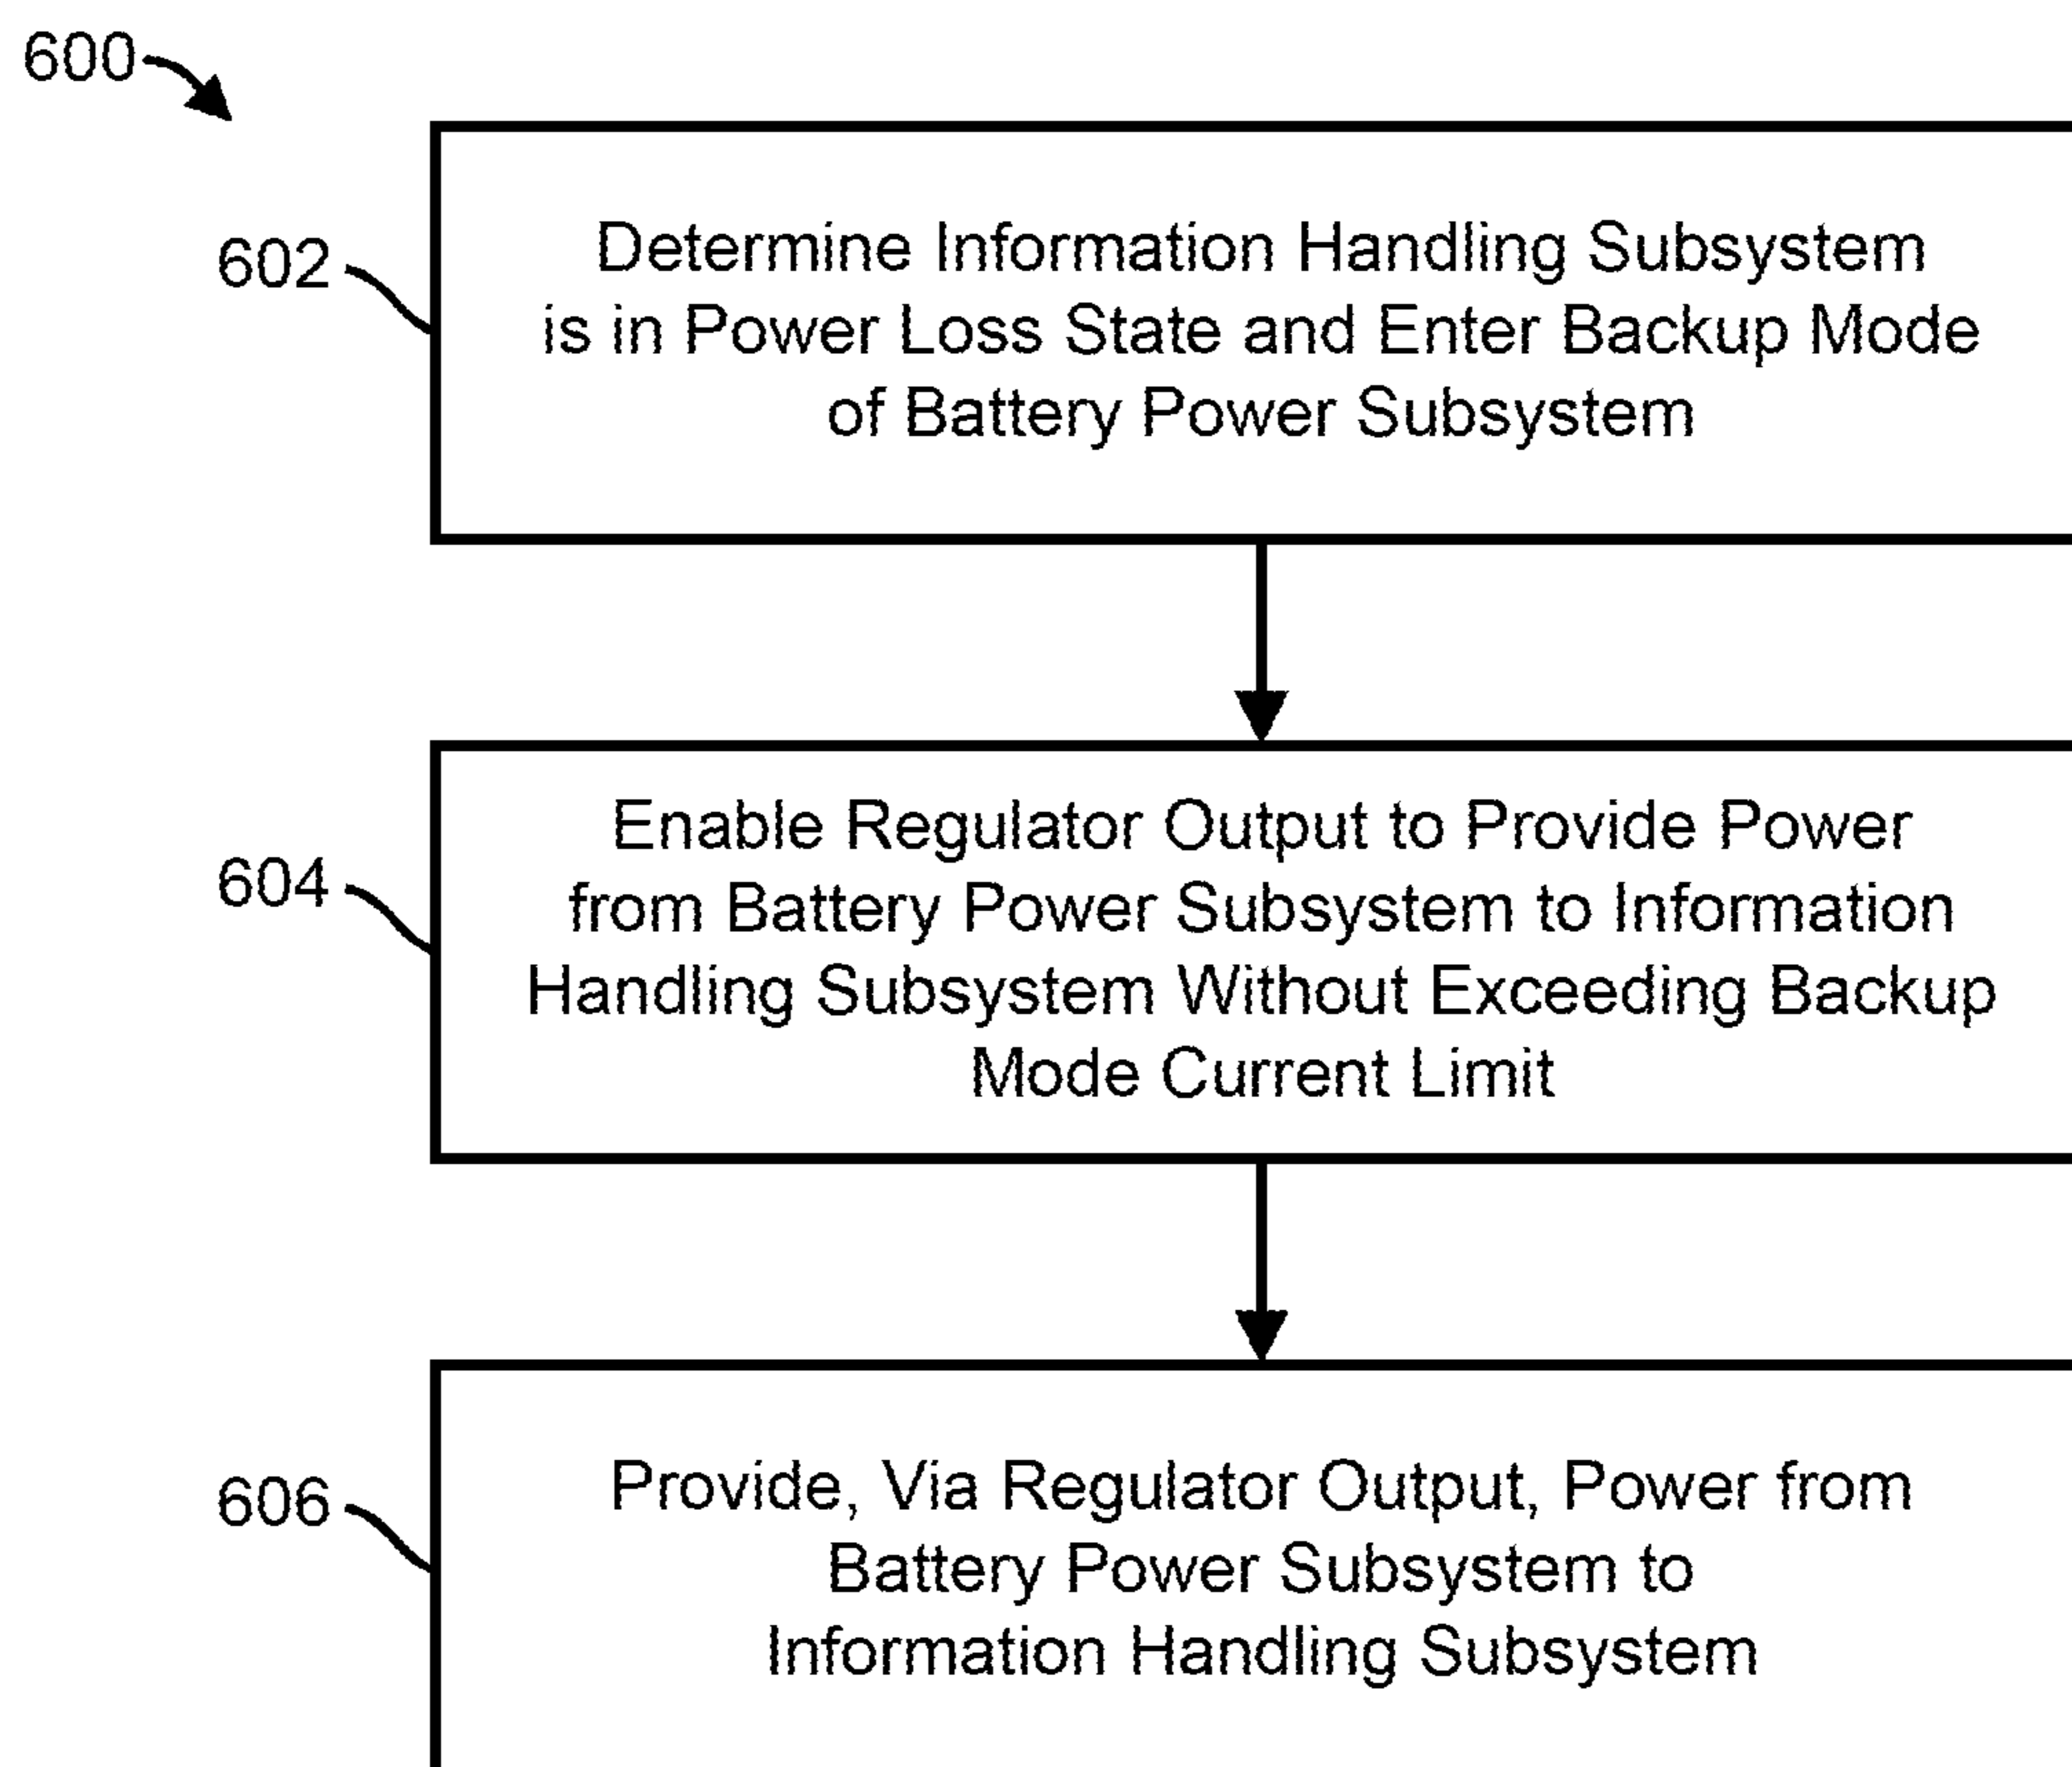 600
602
Determine Information Handling Subsystem
is in Power Loss State and Enter Backup Mode
of Battery Power Subsystem
604
Enable Regulator Output to Provide Power
from Battery Power Subsystem to Information
Handling Subsystem Without Exceeding Backup
Mode Current Limit
606
Provide, Via Regulator Output, Power from
Battery Power Subsystem to
Information Handling Subsystem